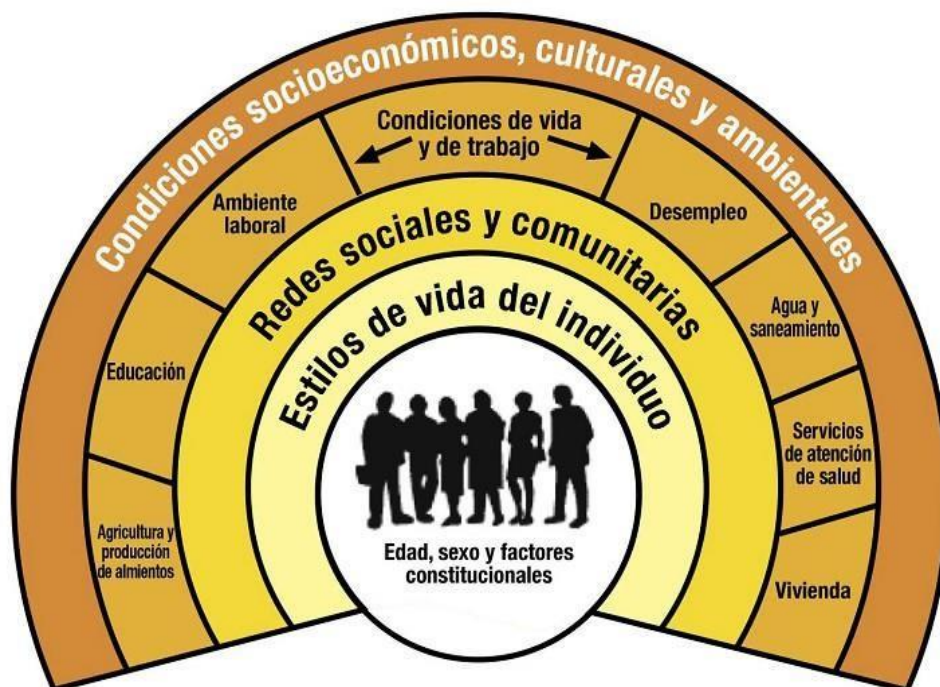 Condiciones socioeconómicos, culturales y ambientales
Condiciones de vida
y de trabajo
Ambiente
laboral
Desempleo
Educación
Agua y
saneamiento
Agricultura y
producción
de almientos
Servicios
de atención
de salud
Vivienda
Redes sociales y comunitarias
Estilos de vida del individuo
Edad, sexo y factores
constitucionales